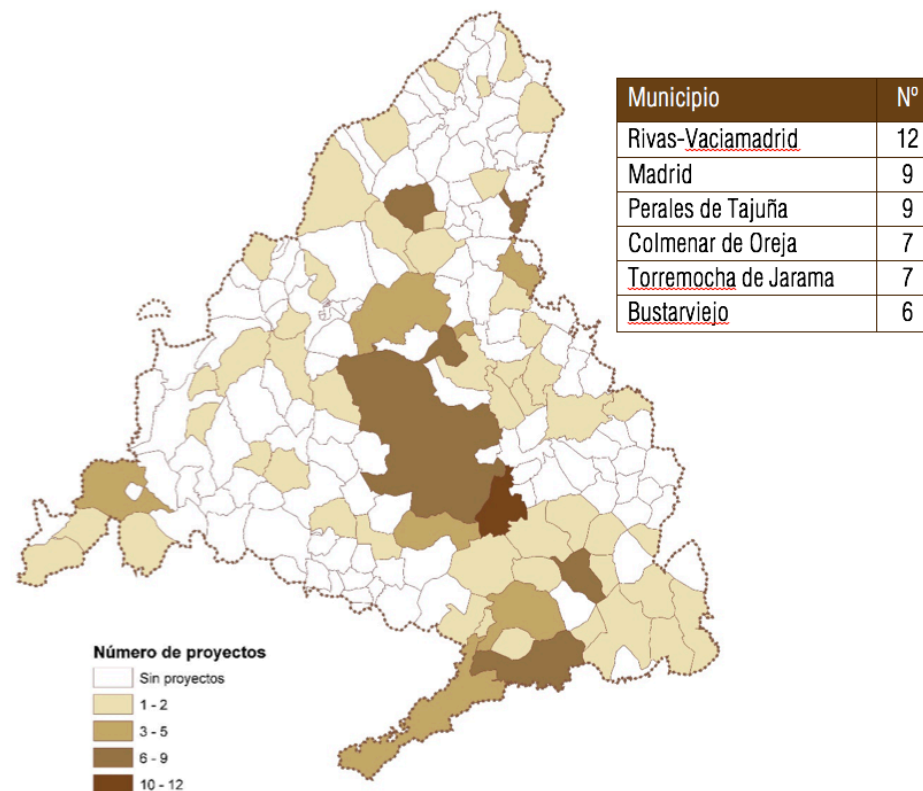 Municipio Nº
Rivas-Vaciamadrid 12
Madrid 9
Perales de Tajuña 9
Colmenar de Oreja 7
Torremocha de Jarama 7
Bustarviejo 6
Número de proyectos
Sin proyectos
1 - 2
3 - 5
6 - 9
10 - 12